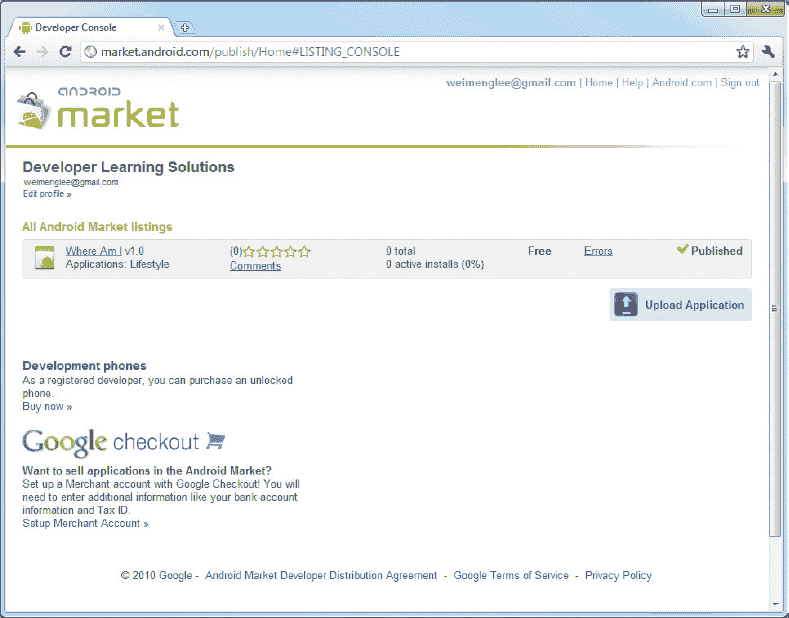 Developer Console
market.android.com/publish/Home#LISTING_CONSOLE
weimenglee@gmail.com | Home | Help | Android.com | Sign out
android
market
Developer Learning Solutions
weimenglee@gmail.com
Edit profile »
All Android Market listings
Where Am I v1.0 (0) 0 total Free Errors Published
Applications: Lifestyle Comments 0 active installs (0%)
Upload Application
Development phones
As a registered developer, you can purchase an unlocked
phone.
Buy now »
Google checkout
Want to sell applications in the Android Market?
Set up a Merchant account with Google Checkout! You will
need to enter additional information like your bank account
information and Tax ID.
Setup Merchant Account »
© 2010 Google - Android Market Developer Distribution Agreement - Google Terms of Service - Privacy Policy